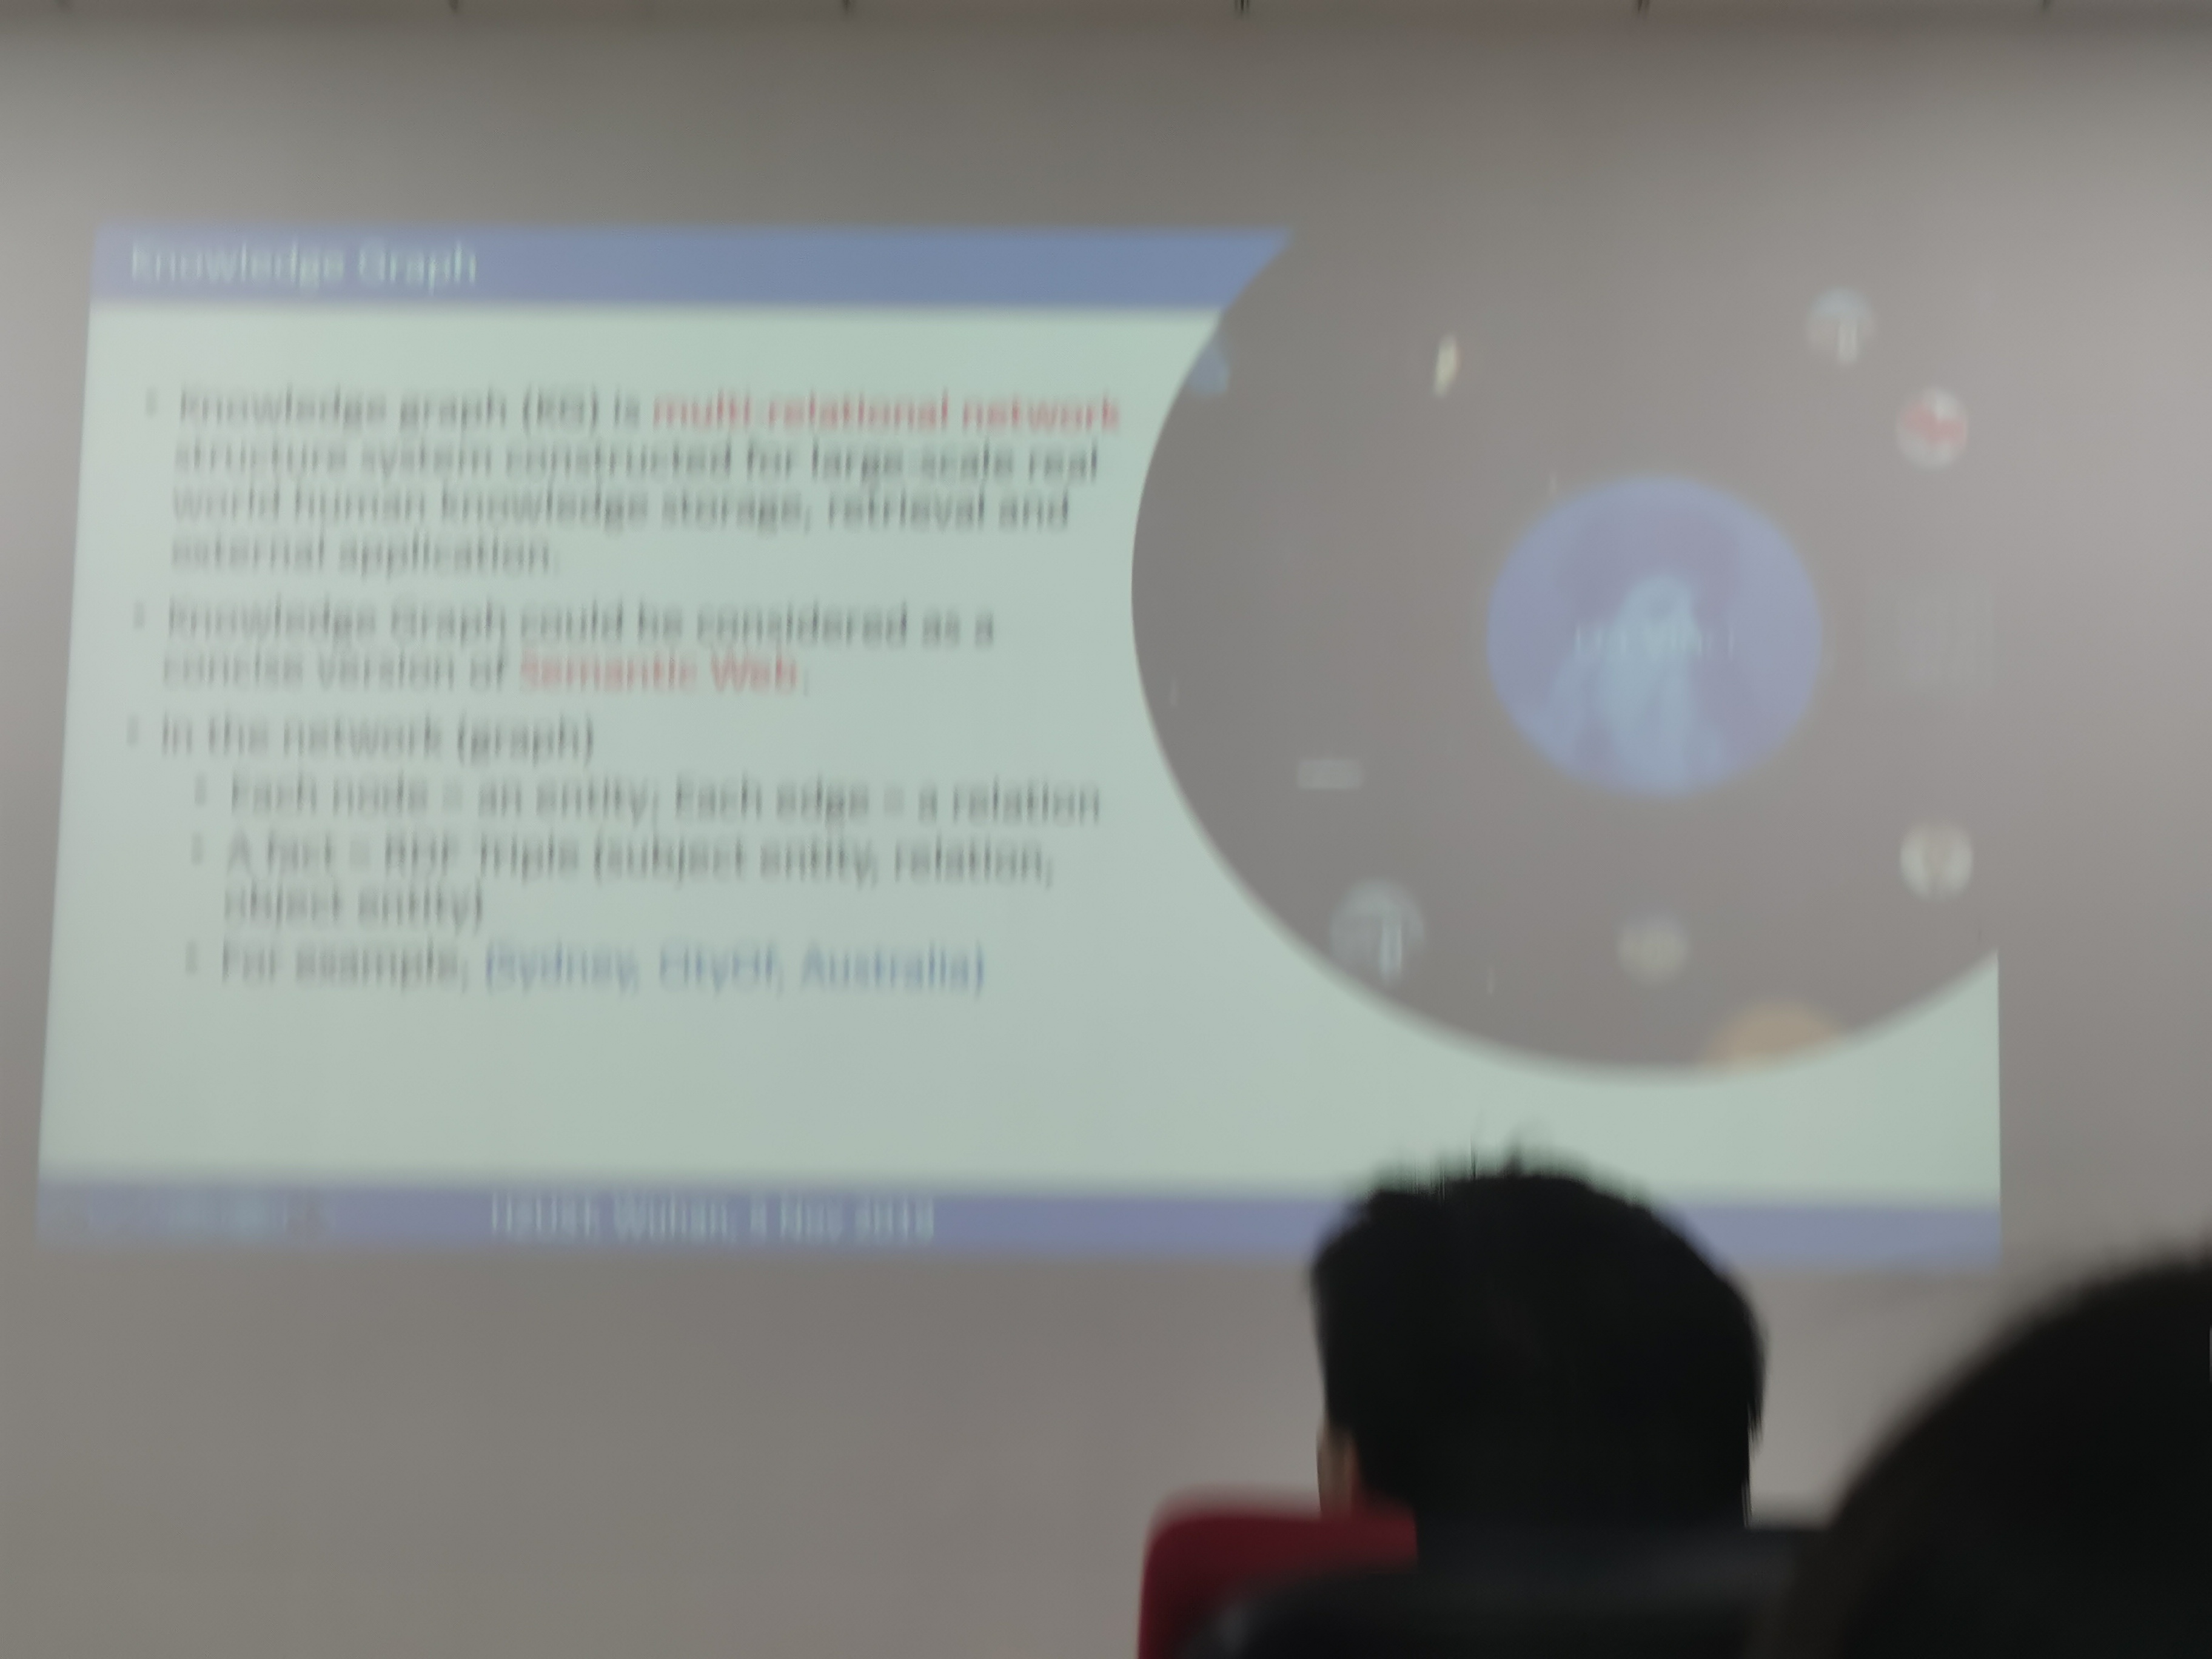 Knowledge Graph
Knowledge graph (KG) is multi-relational network
structure system constructed for large-scale real
world human knowledge storage, retrieval and
external application.
Knowledge Graph could be considered as a
concise version of Semantic Web.
In the network (graph)
Each node = an entity; Each edge = a relation
A fact = RDF Triple (subject entity, relation,
object entity)
For example, (Sydney, CityOf, Australia)
Wuhan, Nov 2018